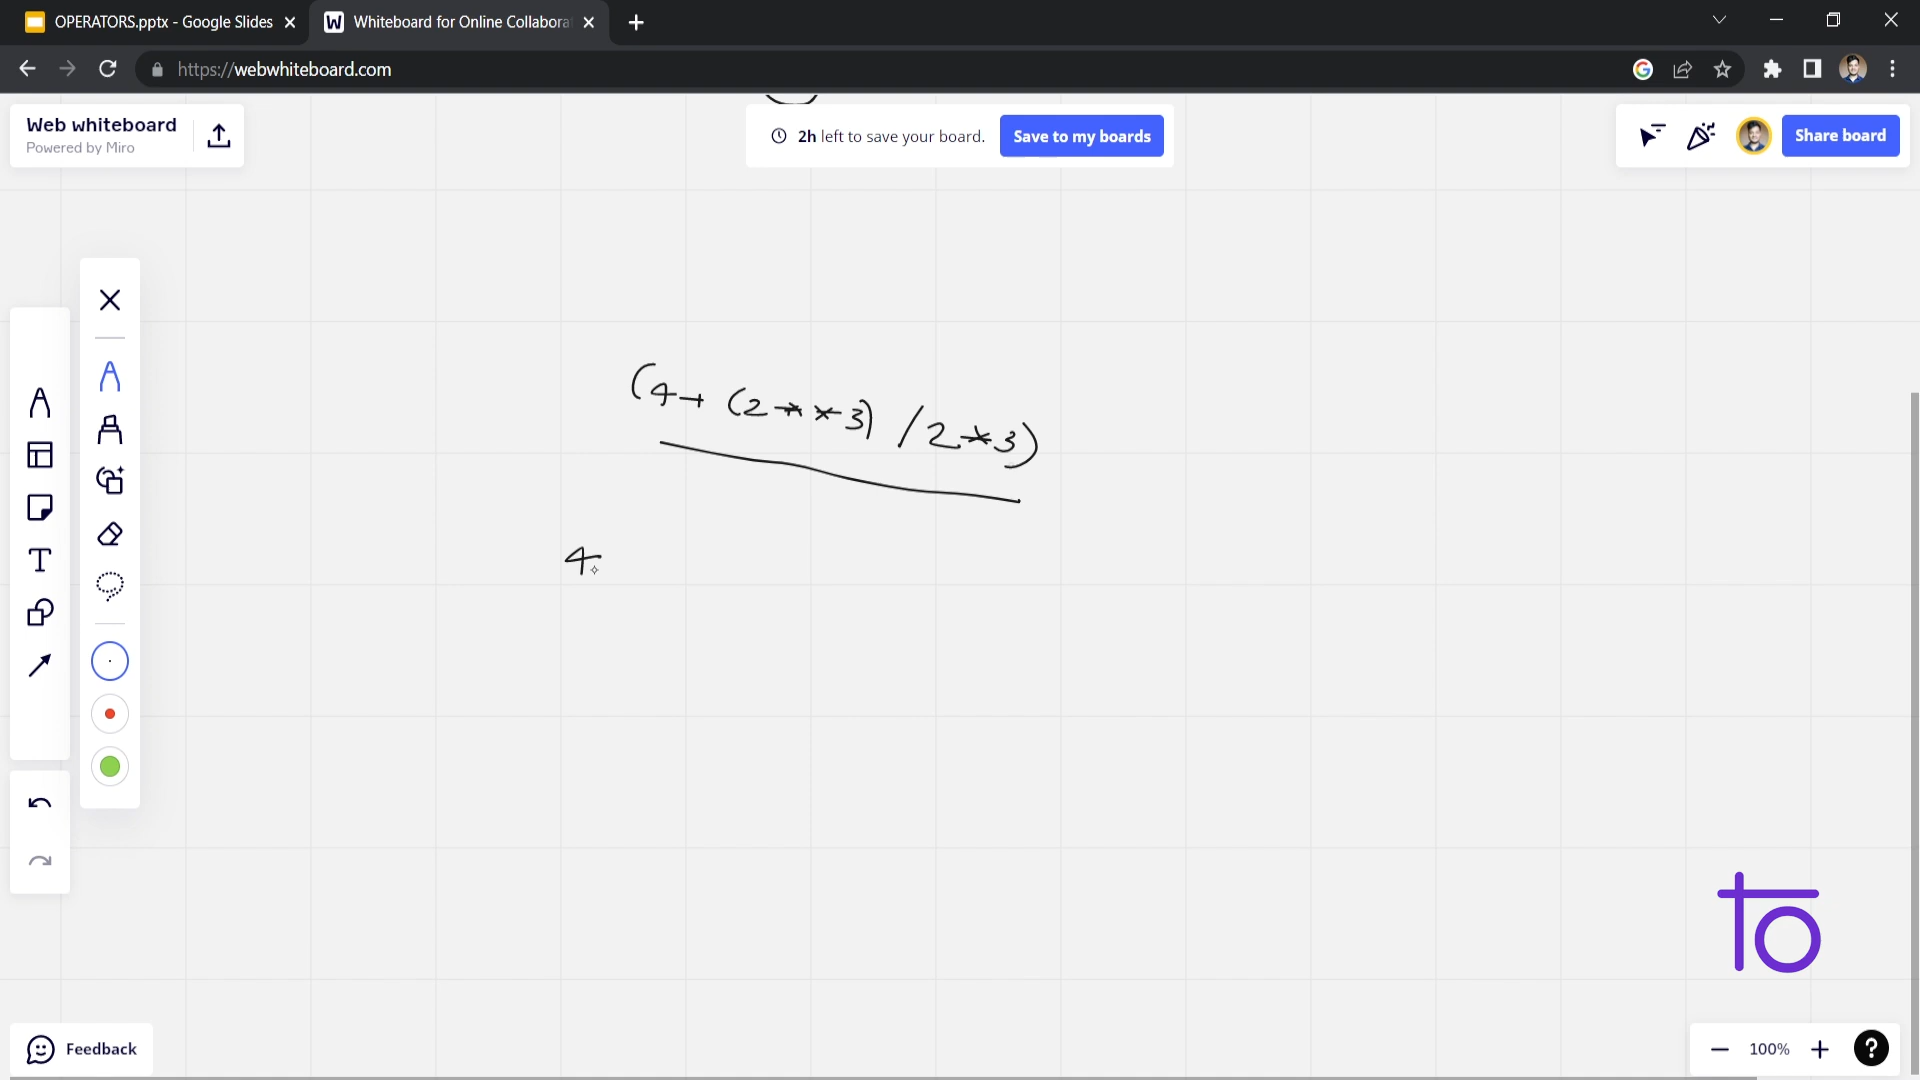 OPERATORS.pptx - Google Slides
Whiteboard for Online Collabora
https://webwhiteboard.com
Web whiteboard
Powered by Miro
2h left to save your board.
Save to my boards
Share board
(4+ (2**3) /2*3)
4
T
to
Feedback
100%
?